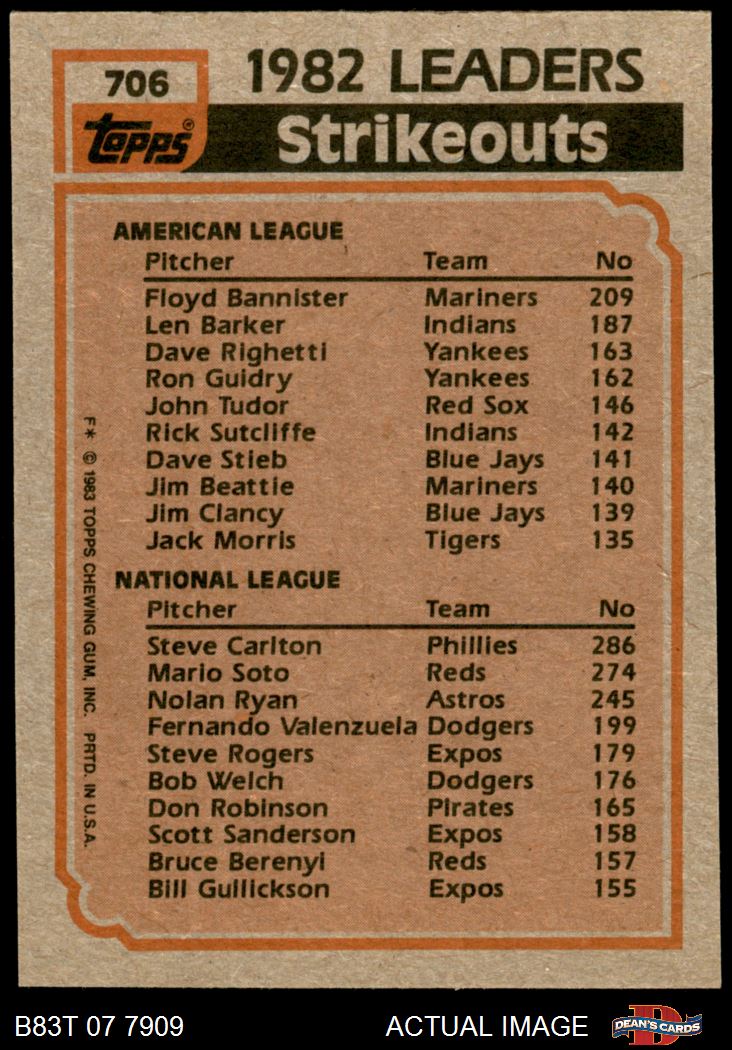 706
1982 LEADERS
Topps®
Strikeouts
AMERICAN LEAGUE
Pitcher Team No
Floyd Bannister Mariners 209
Len Barker Indians 187
Dave Righetti Yankees 163
Ron Guidry Yankees 162
John Tudor Red Sox 146
Rick Sutcliffe Indians 142
Dave Stieb Blue Jays 141
Jim Beattie Mariners 140
Jim Clancy Blue Jays 139
Jack Morris Tigers 135
NATIONAL LEAGUE
Pitcher Team No
Steve Carlton Phillies 286
Mario Soto Reds 274
Nolan Ryan Astros 245
Fernando Valenzuela Dodgers 199
Steve Rogers Expos 179
Bob Welch Dodgers 176
Don Robinson Pirates 165
Scott Sanderson Expos 158
Bruce Berenyi Reds 157
Bill Gullickson Expos 155
F* © 1983 TOPPS CHEWING GUM, INC. PRTD. IN U.S.A.
B83T 07 7909 ACTUAL IMAGE
D
DEAN'S CARDS